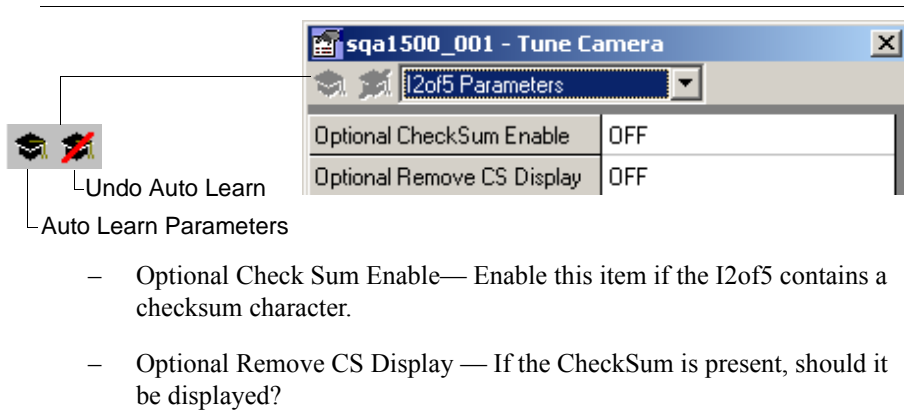 sqa1500_001 - Tune Camera
I2of5 Parameters
Optional CheckSum Enable OFF
Optional Remove CS Display OFF
Undo Auto Learn
Auto Learn Parameters
– Optional Check Sum Enable— Enable this item if the I2of5 contains a
checksum character.
– Optional Remove CS Display — If the CheckSum is present, should it
be displayed?